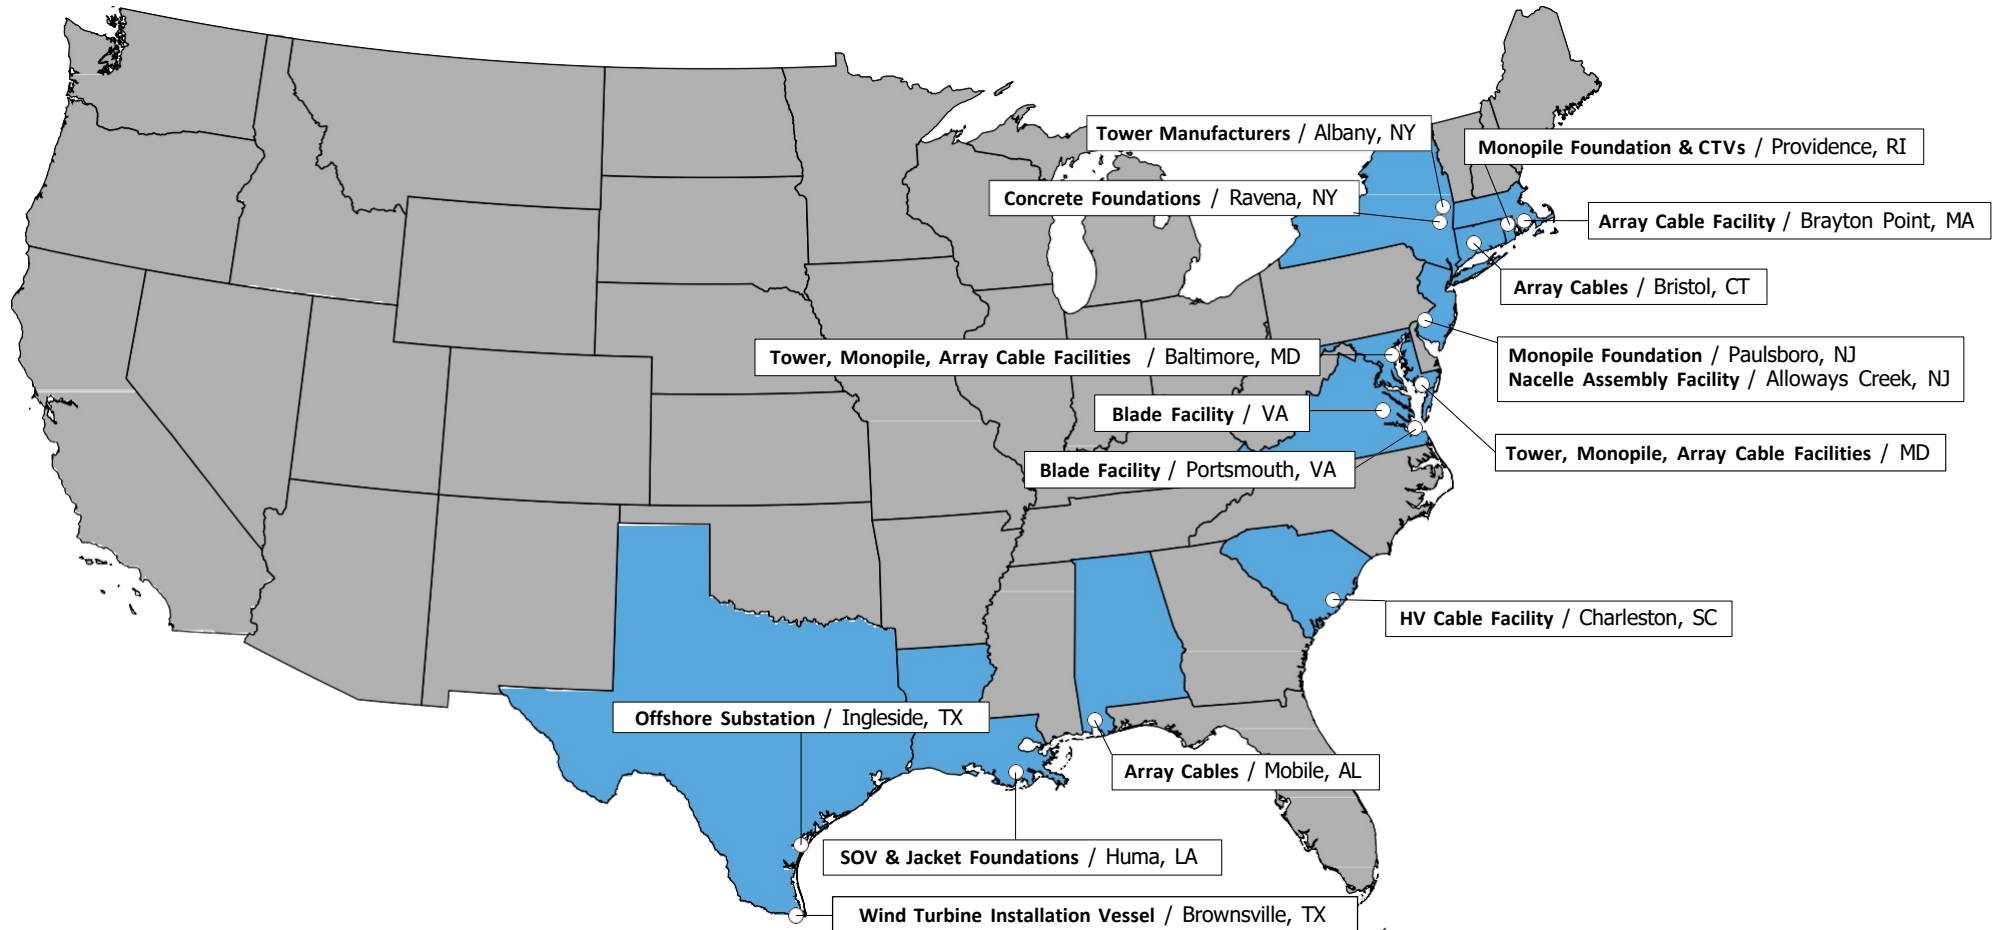 Tower Manufacturers / Albany, NY
Monopile Foundation & CTVs / Providence, RI
Concrete Foundations / Ravena, NY
Array Cable Facility / Brayton Point, MA
Array Cables / Bristol, CT
Tower, Monopile, Array Cable Facilities / Baltimore, MD
Monopile Foundation / Paulsboro, NJ
Nacelle Assembly Facility / Alloways Creek, NJ
Blade Facility / VA
Tower, Monopile, Array Cable Facilities / MD
Blade Facility / Portsmouth, VA
HV Cable Facility / Charleston, SC
Offshore Substation / Ingleside, TX
Array Cables / Mobile, AL
SOV & Jacket Foundations / Huma, LA
Wind Turbine Installation Vessel / Brownsville, TX